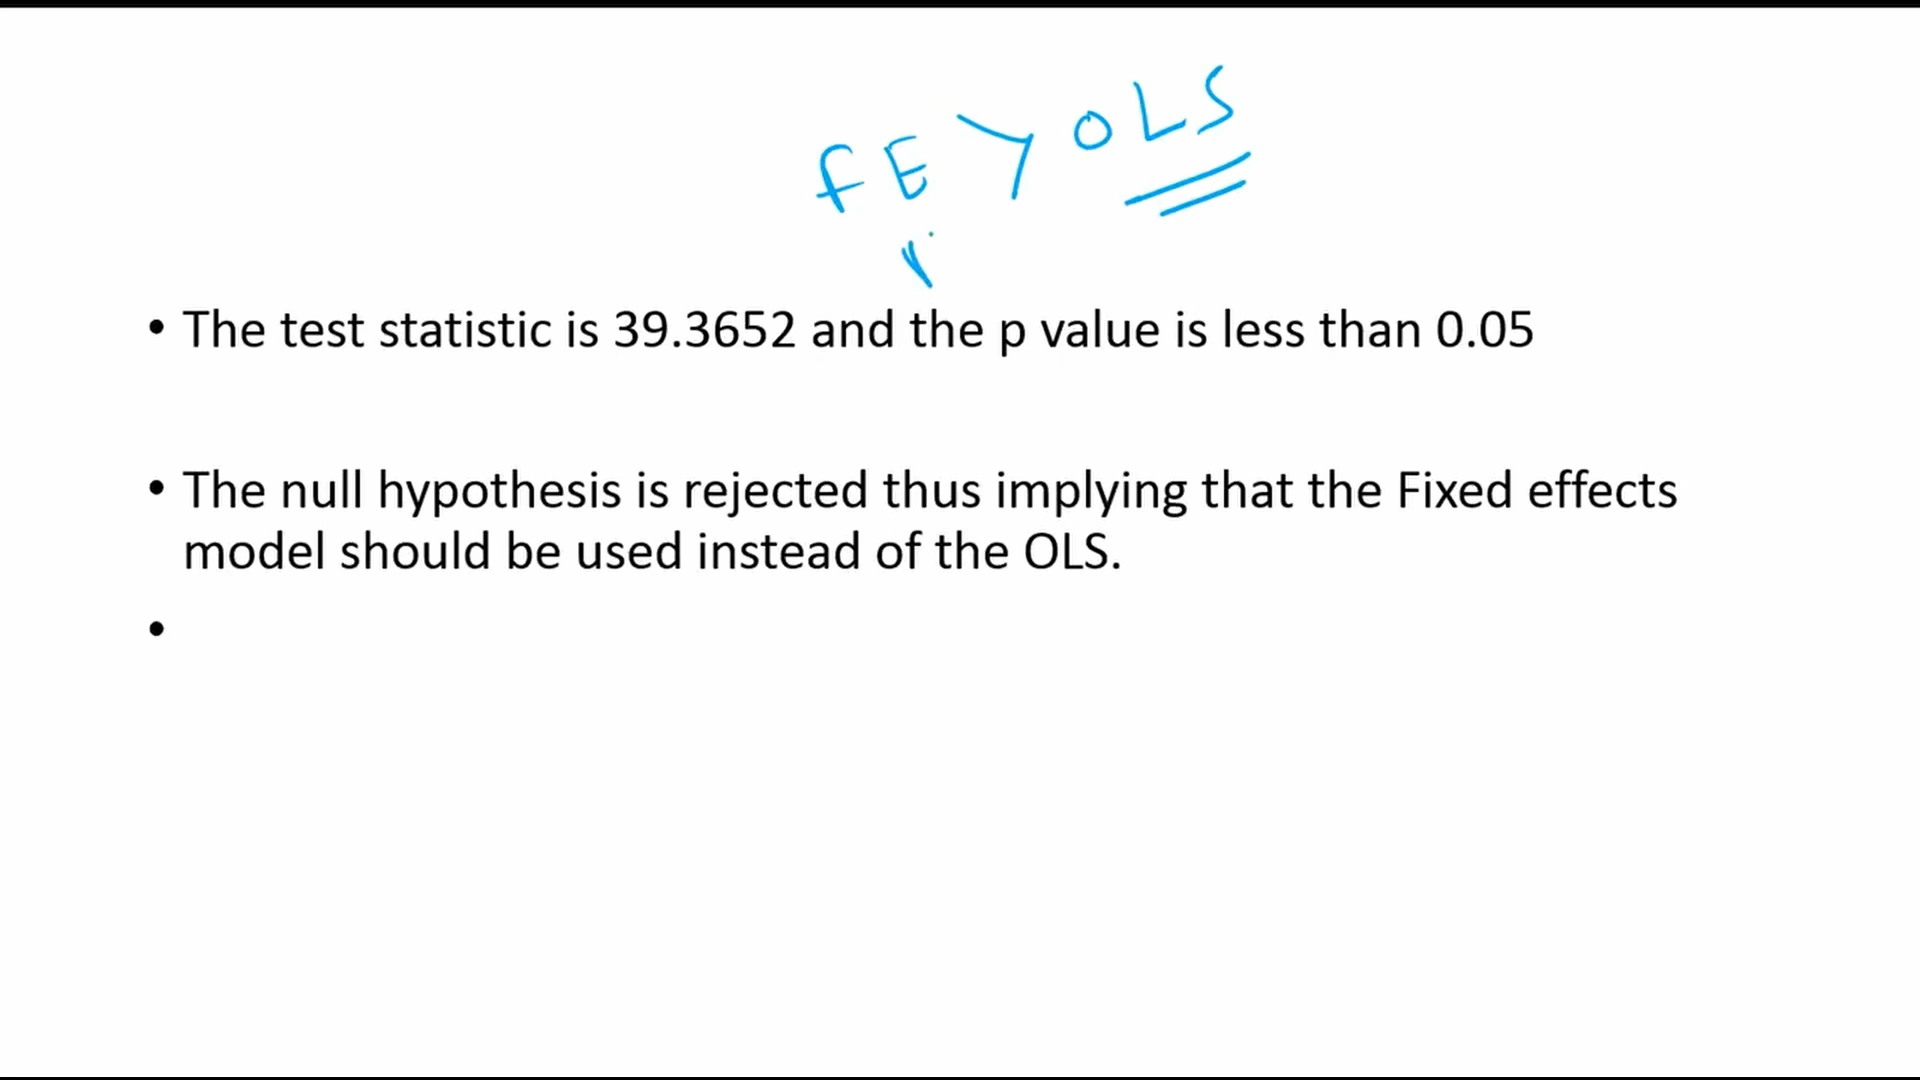 FE > OLS
• The test statistic is 39.3652 and the p value is less than 0.05
• The null hypothesis is rejected thus implying that the Fixed effects
model should be used instead of the OLS.
•